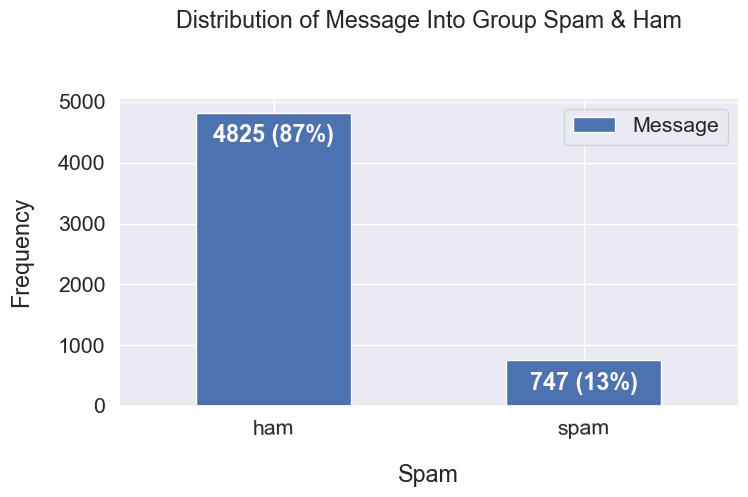 Distribution of Message Into Group Spam & Ham
5000
4000
3000
2000
1000
0
Frequency
4825 (87%)
747 (13%)
Message
ham
spam
Spam